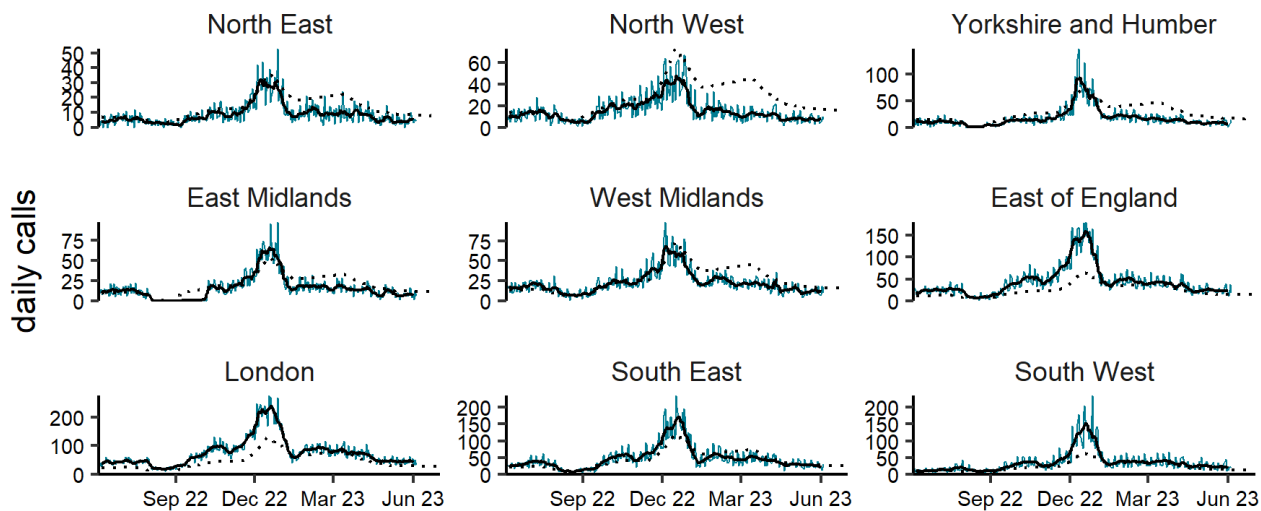 North East
North West
Yorkshire and Humber
50
40
30
20
10
0
60
40
20
0
100
50
0
East Midlands
West Midlands
East of England
75
50
25
0
75
50
25
0
150
100
50
0
daily calls
London
South East
South West
200
100
0
200
150
100
50
0
200
150
100
50
0
Sep 22 Dec 22 Mar 23 Jun 23
Sep 22 Dec 22 Mar 23 Jun 23
Sep 22 Dec 22 Mar 23 Jun 23